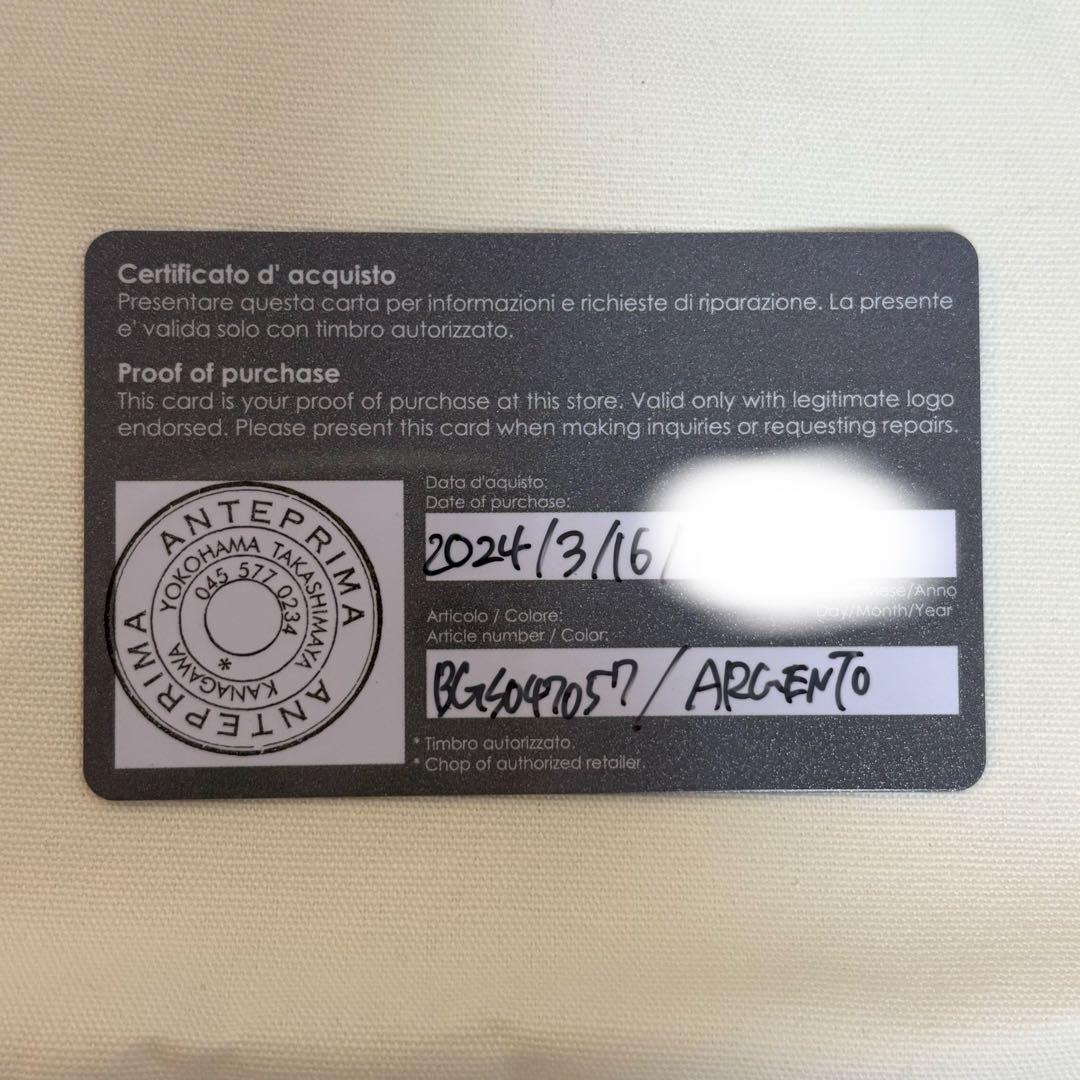 Certificato d' acquisto
Presentare questa carta per informazioni e richieste di riparazione. La presente
e' valida solo con timbro autorizzato.
Proof of purchase
This card is your proof of purchase at this store. Valid only with legitimate logo
endorsed. Please present this card when making inquiries or requesting repairs.
ANTEPRIMA
YOKOHAMA TAKASHIMAYA
045 577 0234
*
KANAGAWA
ANTEPRIMA
Data d'aquisto:
Date of purchase:
2024/3/16/
Mese/Anno
Day/Month/Year
Articolo / Colore:
Article number / Color:
BGS047057/ARGENTO
* Timbro autorizzato.
* Chop of authorized retailer.